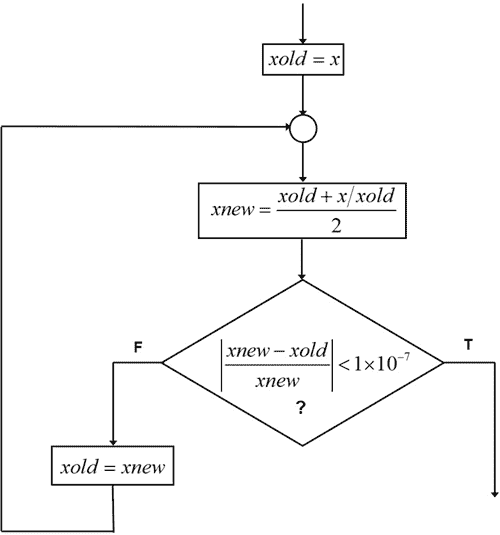 xold = x
xnew = (xold + x/xold)/2
F
T
|(xnew − xold)/xnew| < 1×10⁻⁷
?
xold = xnew